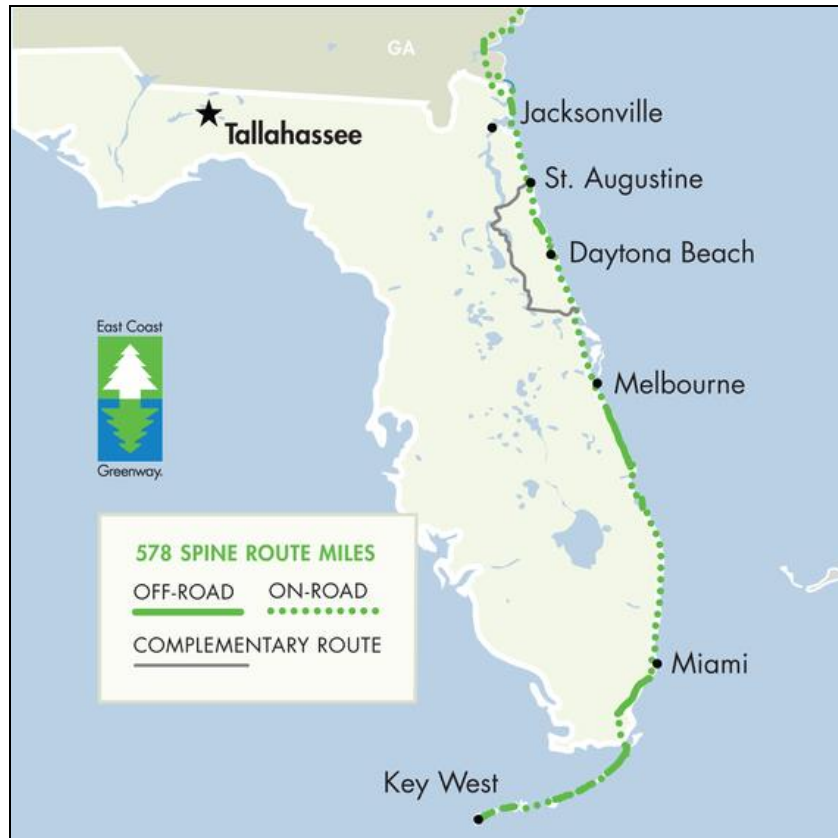 GA
Jacksonville
Tallahassee
St. Augustine
Daytona Beach
East Coast
Melbourne
Greenway.
578 SPINE ROUTE MILES
OFF-ROAD ON-ROAD
COMPLEMENTARY ROUTE
Miami
Key West